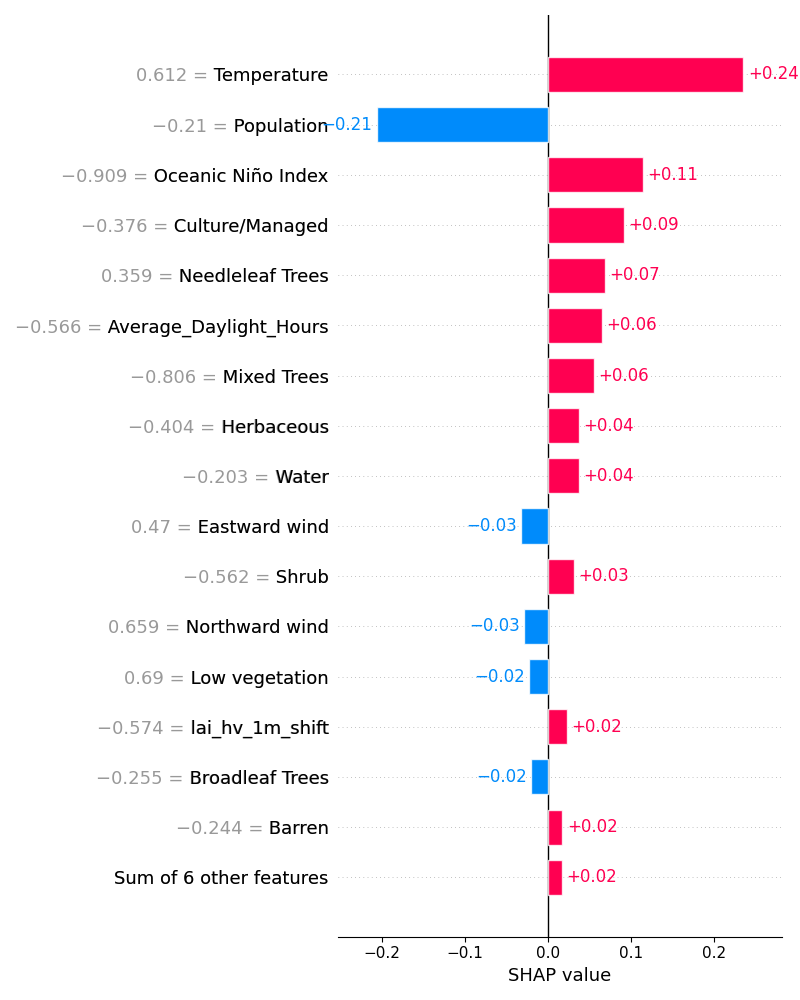 0.612 = Temperature +0.24
−0.21 = Population −0.21
−0.909 = Oceanic Niño Index +0.11
−0.376 = Culture/Managed +0.09
0.359 = Needleleaf Trees +0.07
−0.566 = Average_Daylight_Hours +0.06
−0.806 = Mixed Trees +0.06
−0.404 = Herbaceous +0.04
−0.203 = Water +0.04
0.47 = Eastward wind −0.03
−0.562 = Shrub +0.03
0.659 = Northward wind −0.03
0.69 = Low vegetation −0.02
−0.574 = lai_hv_1m_shift +0.02
−0.255 = Broadleaf Trees −0.02
−0.244 = Barren +0.02
Sum of 6 other features +0.02
−0.2 −0.1 0.0 0.1 0.2
SHAP value